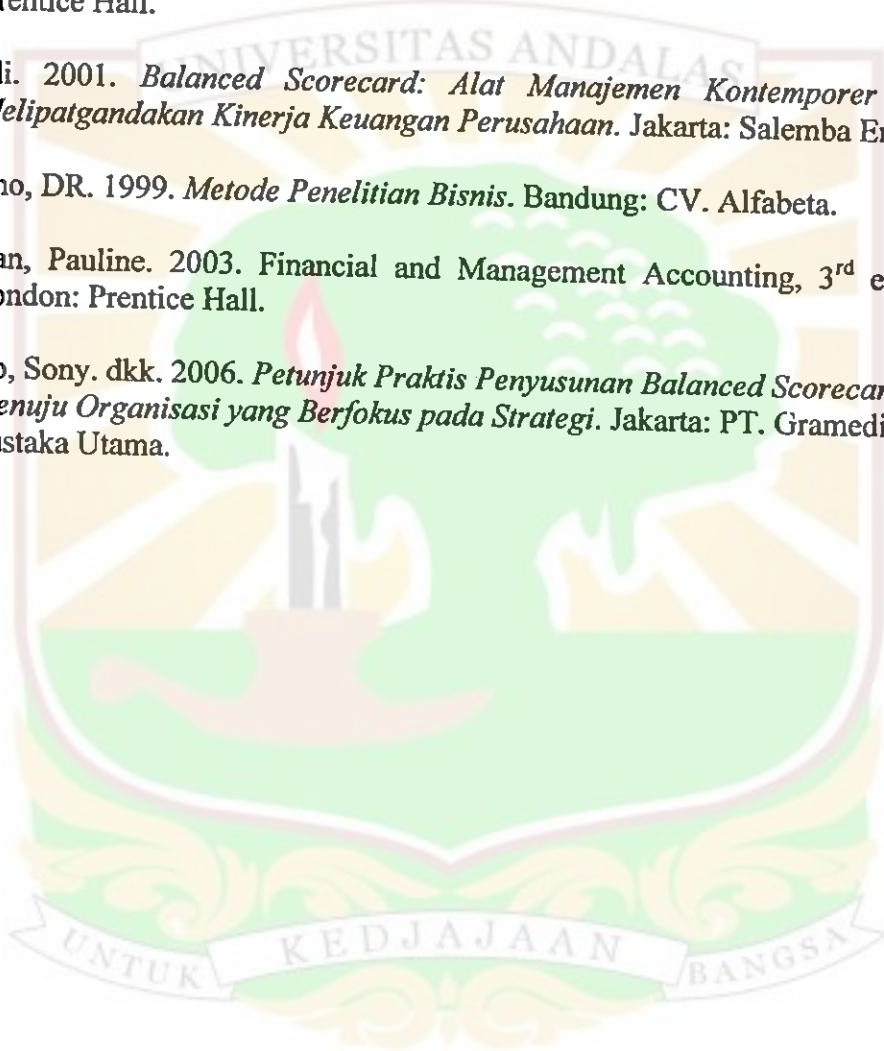 rentice Hall.
UNIVERSITAS ANDALAS
di. 2001. Balanced Scorecard: Alat Manajemen Kontemporer
Melipatgandakan Kinerja Keuangan Perusahaan. Jakarta: Salemba
no, DR. 1999. Metode Penelitian Bisnis. Bandung: CV. Alfabeta.
an, Pauline. 2003. Financial and Management Accounting, 3rd e
ondon: Prentice Hall.
o, Sony. dkk. 2006. Petunjuk Praktis Penyusunan Balanced Scorecar
enuju Organisasi yang Berfokus pada Strategi. Jakarta: PT. Gramedi
ustaka Utama.
UNTUK KEDJAJAAN BANGSA